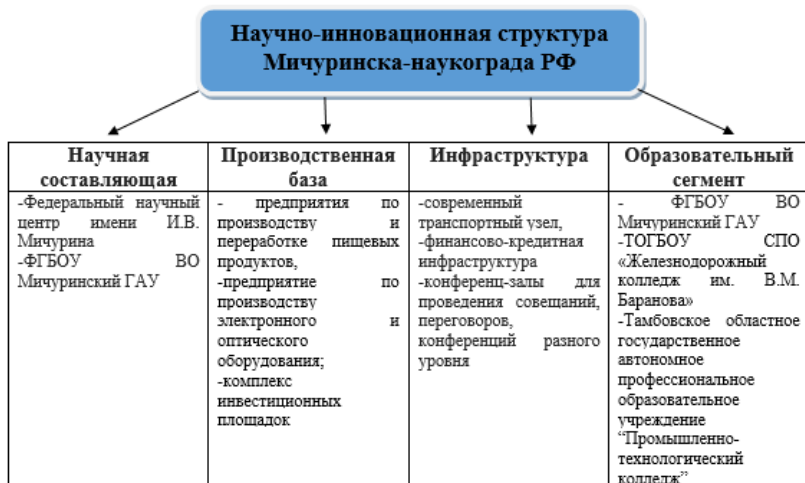 Научно-инновационная структура
Мичуринска-наукограда РФ
Научная
составляющая
-Федеральный научный
центр имени И.В.
Мичурина
-ФГБОУ ВО
Мичуринский ГАУ
Производственная
база
- предприятия по
производству и
переработке пищевых
продуктов,
-предприятие по
производству
электронного и
оптического
оборудования;
-комплекс
инвестиционных
площадок
Инфраструктура
-современный
транспортный узел,
-финансово-кредитная
инфраструктура
-конференц-залы для
проведения совещаний,
переговоров,
конференций разного
уровня
Образовательный
сегмент
- ФГБОУ ВО
Мичуринский ГАУ
-ТОГБОУ СПО
«Железнодорожный
колледж им. В.М.
Баранова»
-Тамбовское областное
государственное
автономное
профессиональное
образовательное
учреждение
“Промышленно-
технологический
колледж”